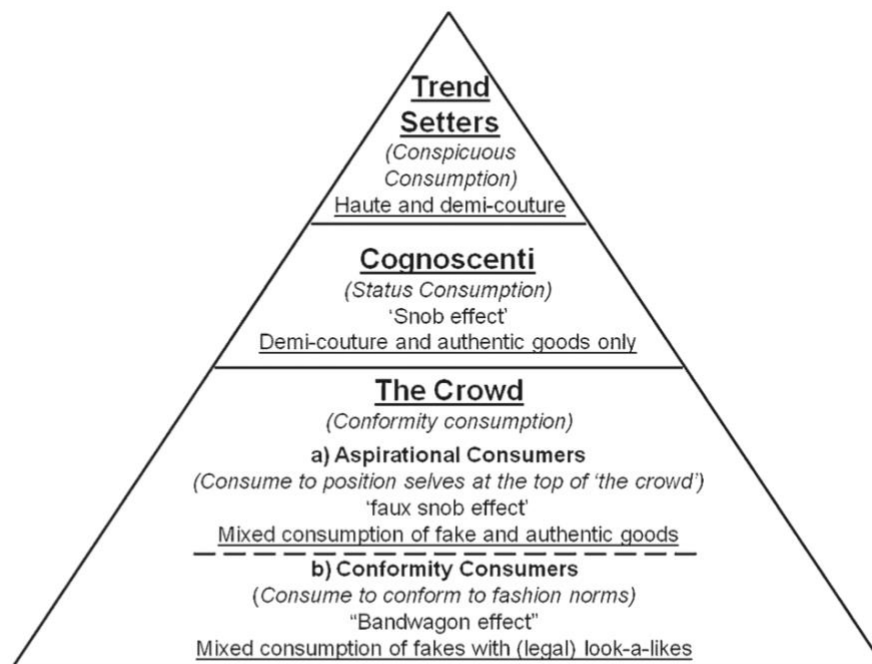 Trend
Setters
(Conspicuous
Consumption)
Haute and demi-couture
Cognoscenti
(Status Consumption)
'Snob effect'
Demi-couture and authentic goods only
The Crowd
(Conformity consumption)
a) Aspirational Consumers
(Consume to position selves at the top of 'the crowd')
'faux snob effect'
Mixed consumption of fake and authentic goods
b) Conformity Consumers
(Consume to conform to fashion norms)
"Bandwagon effect"
Mixed consumption of fakes with (legal) look-a-likes